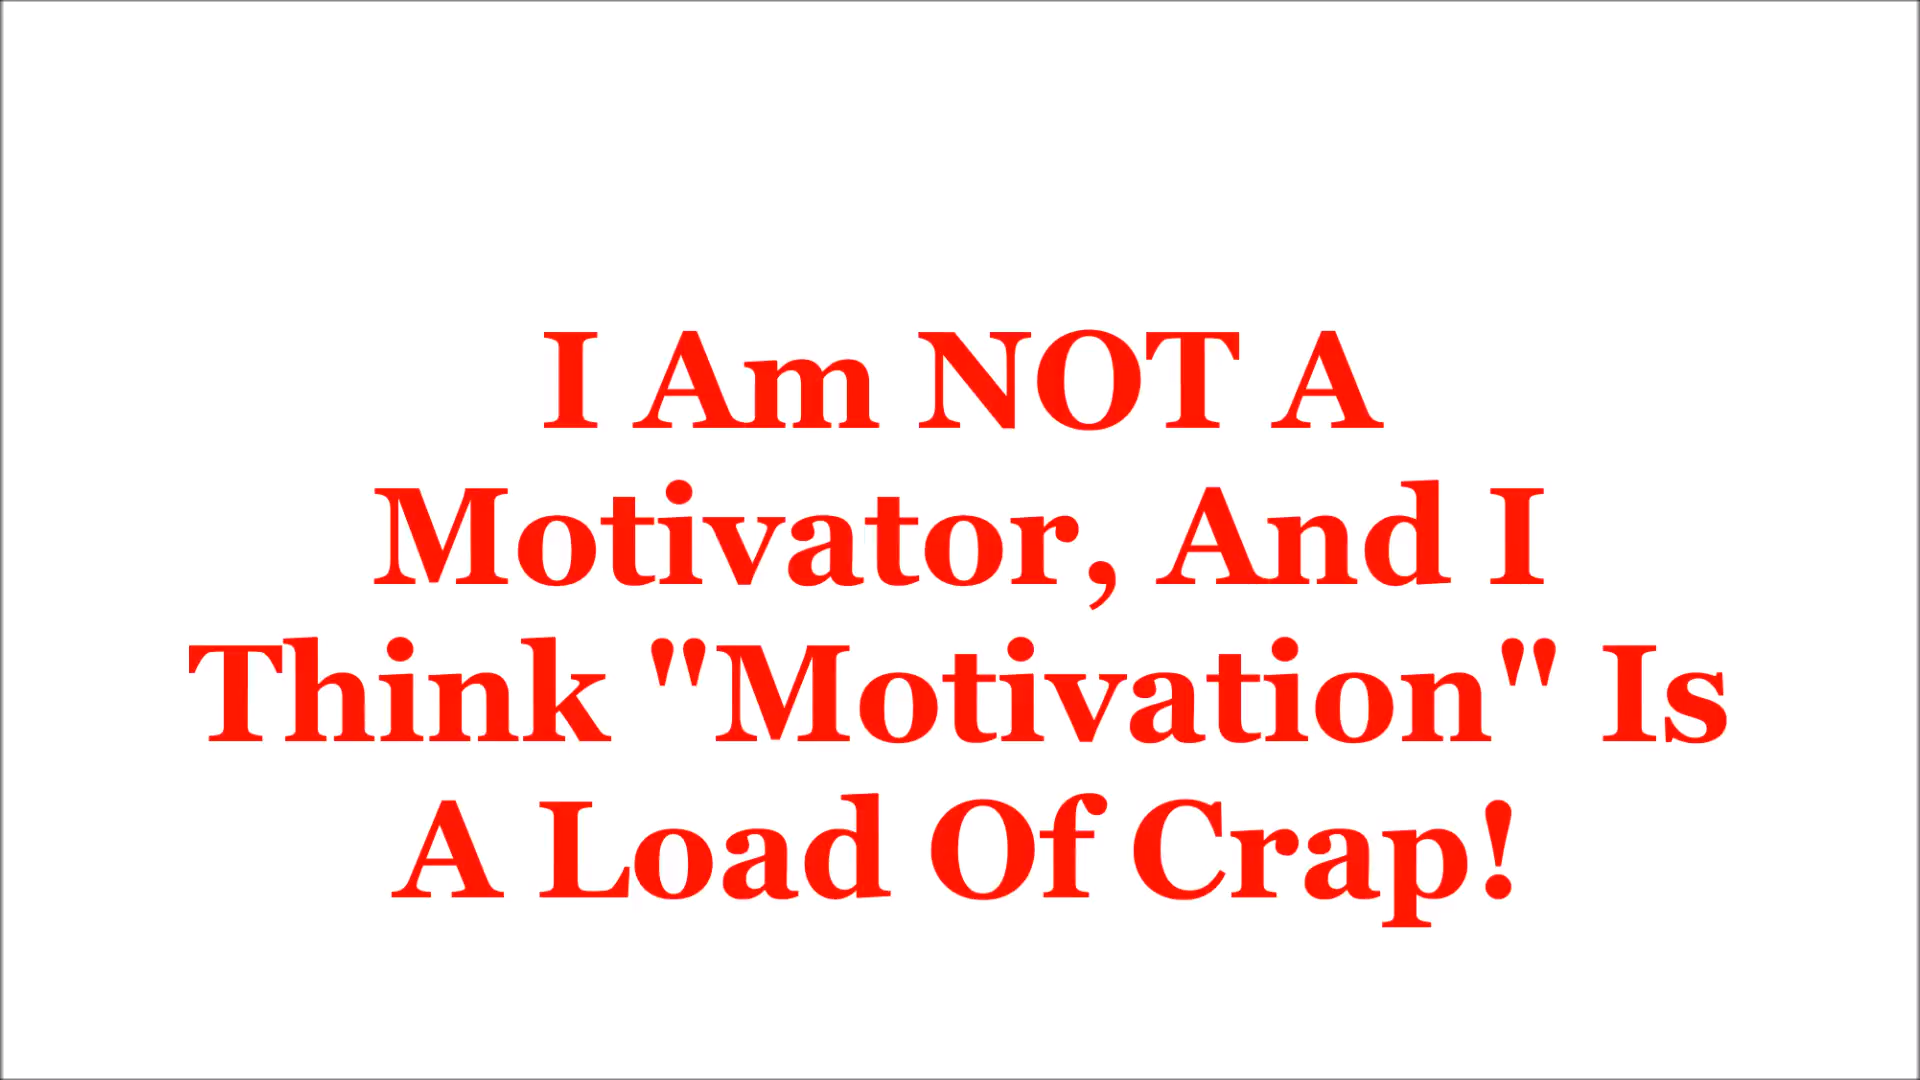 I Am NOT A
Motivator, And I
Think "Motivation" Is
A Load Of Crap!